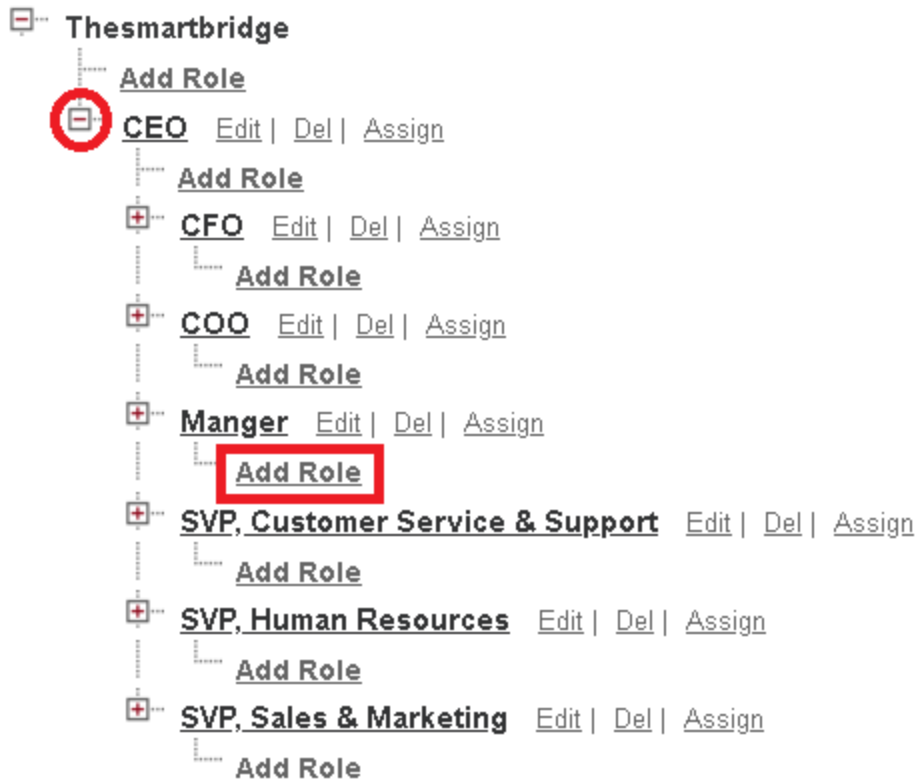 Thesmartbridge
Add Role
CEO Edit | Del | Assign
Add Role
CFO Edit | Del | Assign
Add Role
COO Edit | Del | Assign
Add Role
Manger Edit | Del | Assign
Add Role
SVP, Customer Service & Support Edit | Del | Assign
Add Role
SVP, Human Resources Edit | Del | Assign
Add Role
SVP, Sales & Marketing Edit | Del | Assign
Add Role